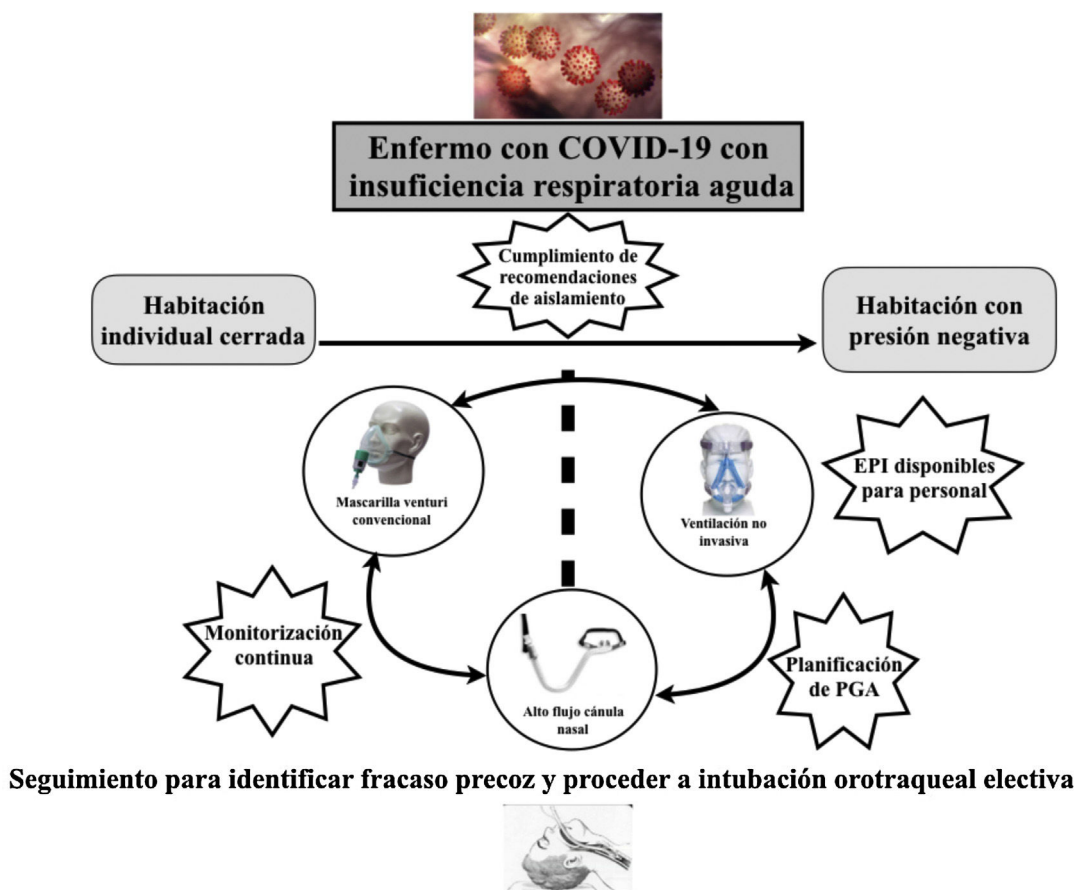 Enfermo con COVID-19 con
insuficiencia respiratoria aguda
Cumplimiento de
recomendaciones
de aislamiento
Habitación
individual cerrada
Habitación con
presión negativa
Mascarilla venturi
convencional
Ventilación no
invasiva
EPI disponibles
para personal
Monitorización
continua
Alto flujo cánula
nasal
Planificación
de PGA
Seguimiento para identificar fracaso precoz y proceder a intubación orotraqueal electiva